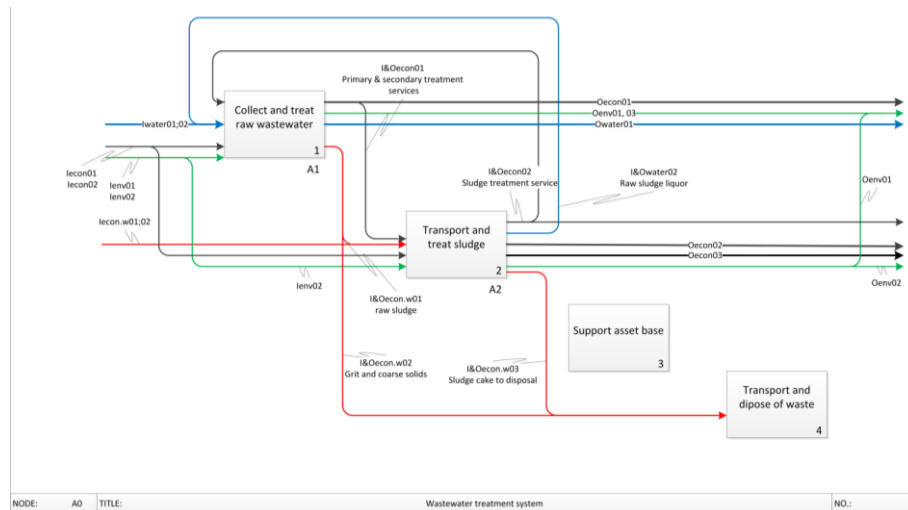 I&Oecon01
Primary & secondary treatment
services
Collect and treat
raw wastewater
1
A1
Oecon01
Oenv01, 03
Owater01
Iwater01;02
Iecon01
Iecon02
Ienv01
Ienv02
I&Oecon02
Sludge treatment service
I&Owater02
Raw sludge liquor
Oenv01
Iecon.w01;02
Transport and
treat sludge
2
A2
Oecon02
Oecon03
Ienv02
Oenv02
I&Oecon.w01
raw sludge
Support asset base
3
I&Oecon.w02
Grit and coarse solids
I&Oecon.w03
Sludge cake to disposal
Transport and
dipose of waste
4
NODE: A0 TITLE: Wastewater treatment system NO.: